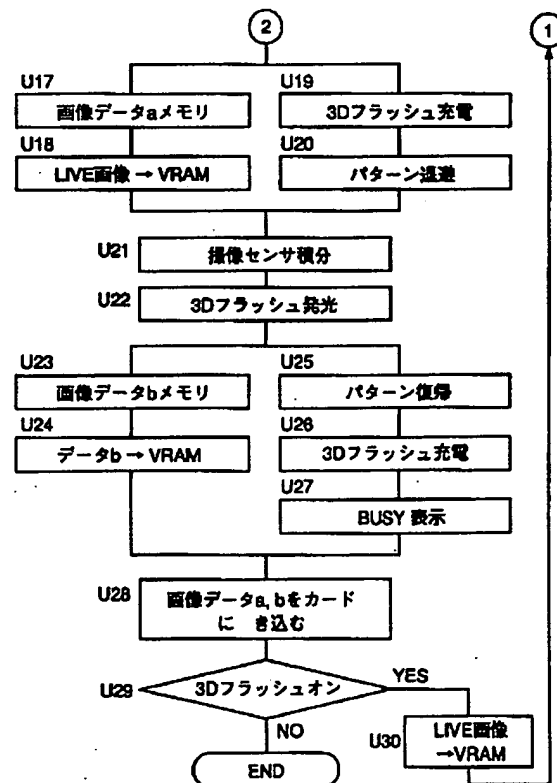 2
1
U17
画像データaメモリ
U18
LIVE画像 → VRAM
U19
3Dフラッシュ充電
U20
パターン退避
U21
撮像センサ積分
U22
3Dフラッシュ発光
U23
画像データbメモリ
U24
データb → VRAM
U25
パターン復帰
U26
3Dフラッシュ充電
U27
BUSY 表示
U28
画像データa, bをカード
に き込む
U29
3Dフラッシュオン
YES
NO
U30
LIVE画像
→VRAM
END